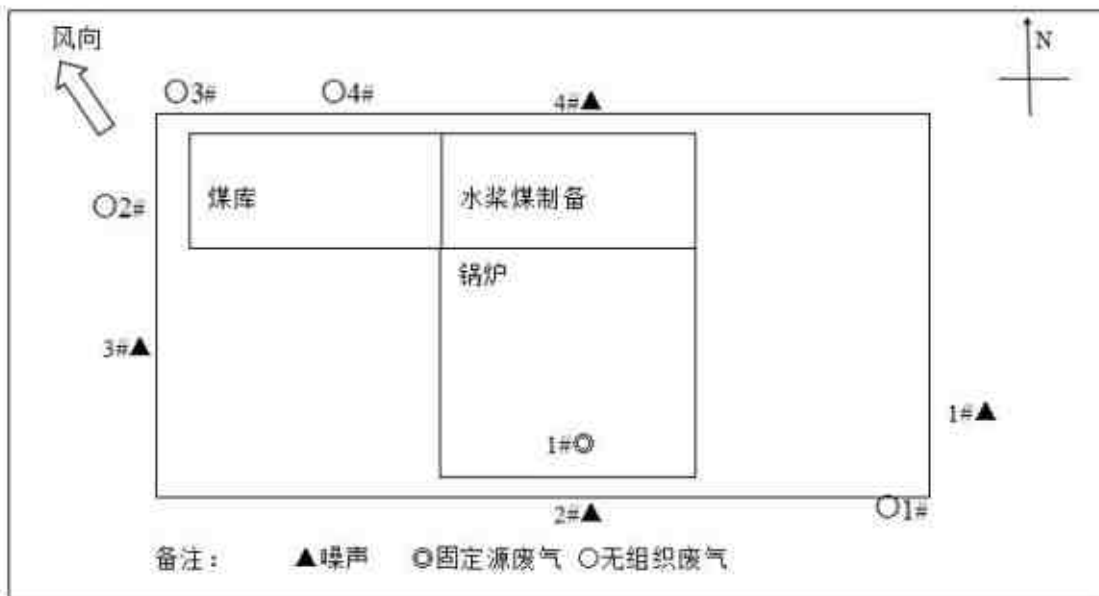 风向
N
○3# ○4# 4#▲
○2#
煤库 水浆煤制备
锅炉
3#▲
1#▲
1#◎
2#▲ ○1#
备注： ▲噪声 ◎固定源废气 ○无组织废气